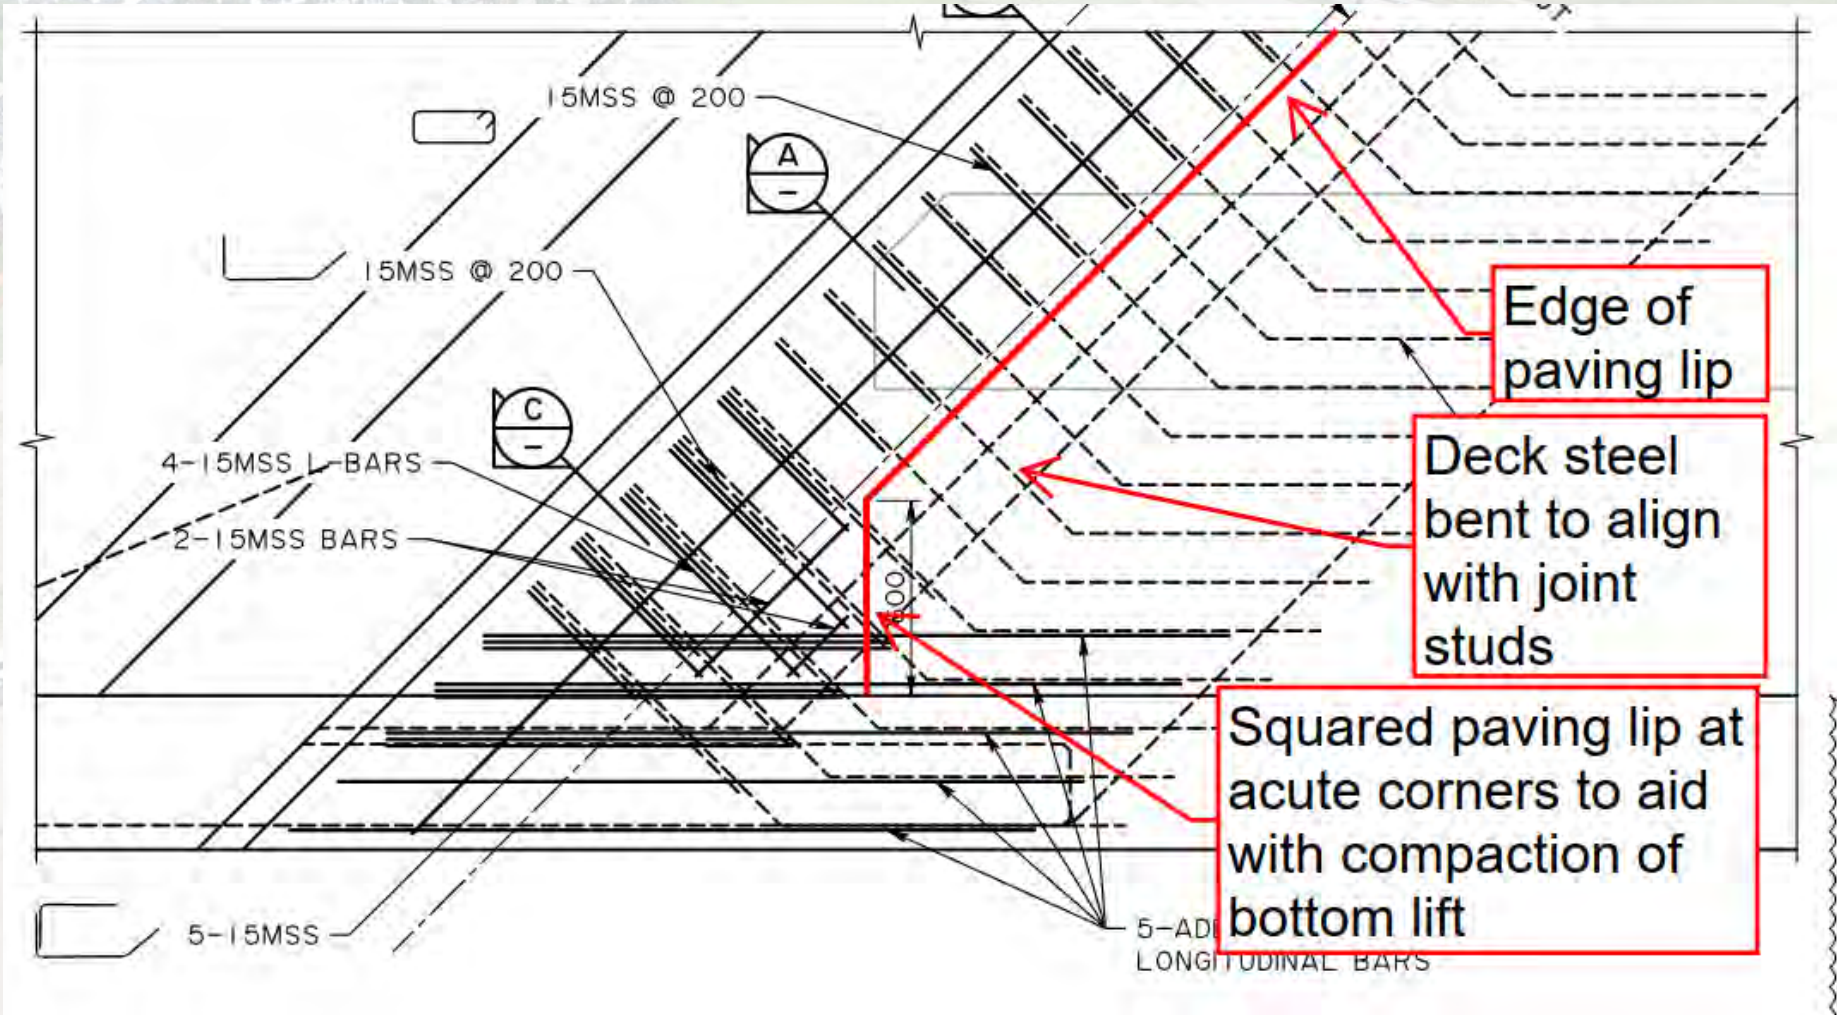 15MSS @ 200
A
–
15MSS @ 200
Edge of
paving lip
C
–
4-15MSS L-BARS
Deck steel
bent to align
with joint
studs
2-15MSS BARS
Squared paving lip at
acute corners to aid
with compaction of
bottom lift
5-15MSS
LONGITUDINAL BARS